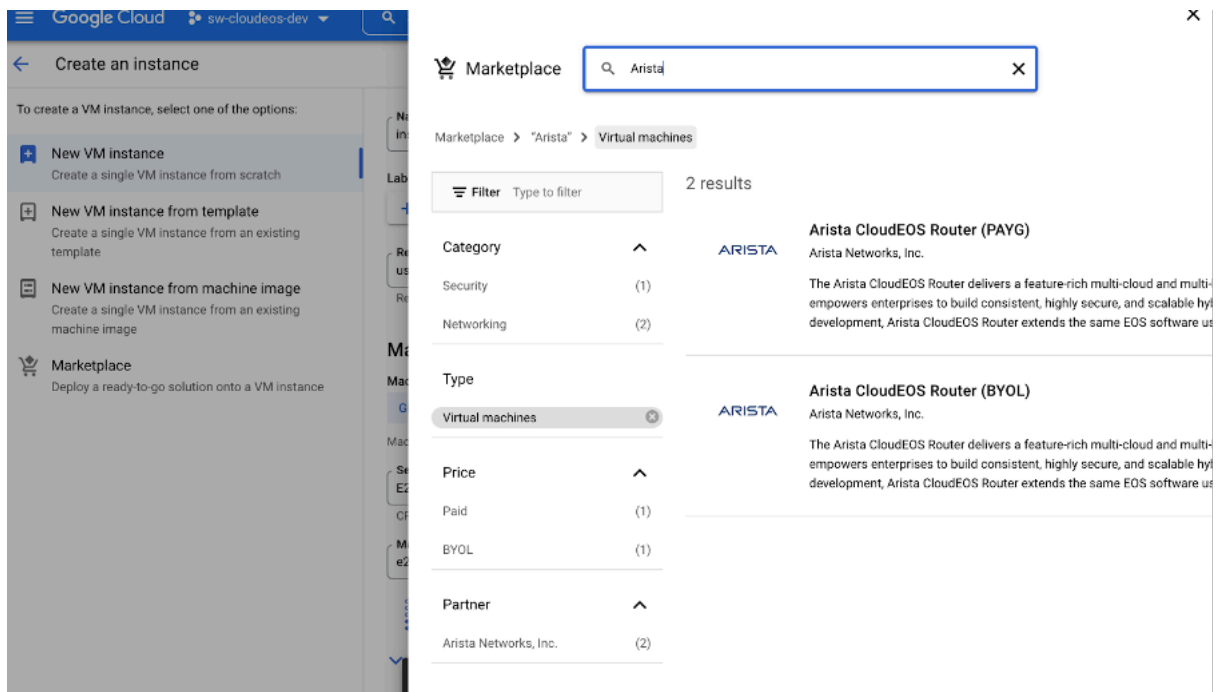 Google Cloud
sw-cloudeos-dev
Create an instance
To create a VM instance, select one of the options:
New VM instance
Create a single VM instance from scratch
New VM instance from template
Create a single VM instance from an existing
template
New VM instance from machine image
Create a single VM instance from an existing
machine image
Marketplace
Deploy a ready-to-go solution onto a VM instance
Marketplace
Arista
Marketplace > "Arista" > Virtual machines
Filter Type to filter
Category
Security (1)
Networking (2)
Type
Virtual machines
Price
Paid (1)
BYOL (1)
Partner
Arista Networks, Inc. (2)
2 results
ARISTA
Arista CloudEOS Router (PAYG)
Arista Networks, Inc.
The Arista CloudEOS Router delivers a feature-rich multi-cloud and multi-
empowers enterprises to build consistent, highly secure, and scalable
development, Arista CloudEOS Router extends the same EOS software
ARISTA
Arista CloudEOS Router (BYOL)
Arista Networks, Inc.
The Arista CloudEOS Router delivers a feature-rich multi-cloud and multi-
empowers enterprises to build consistent, highly secure, and scalable
development, Arista CloudEOS Router extends the same EOS software